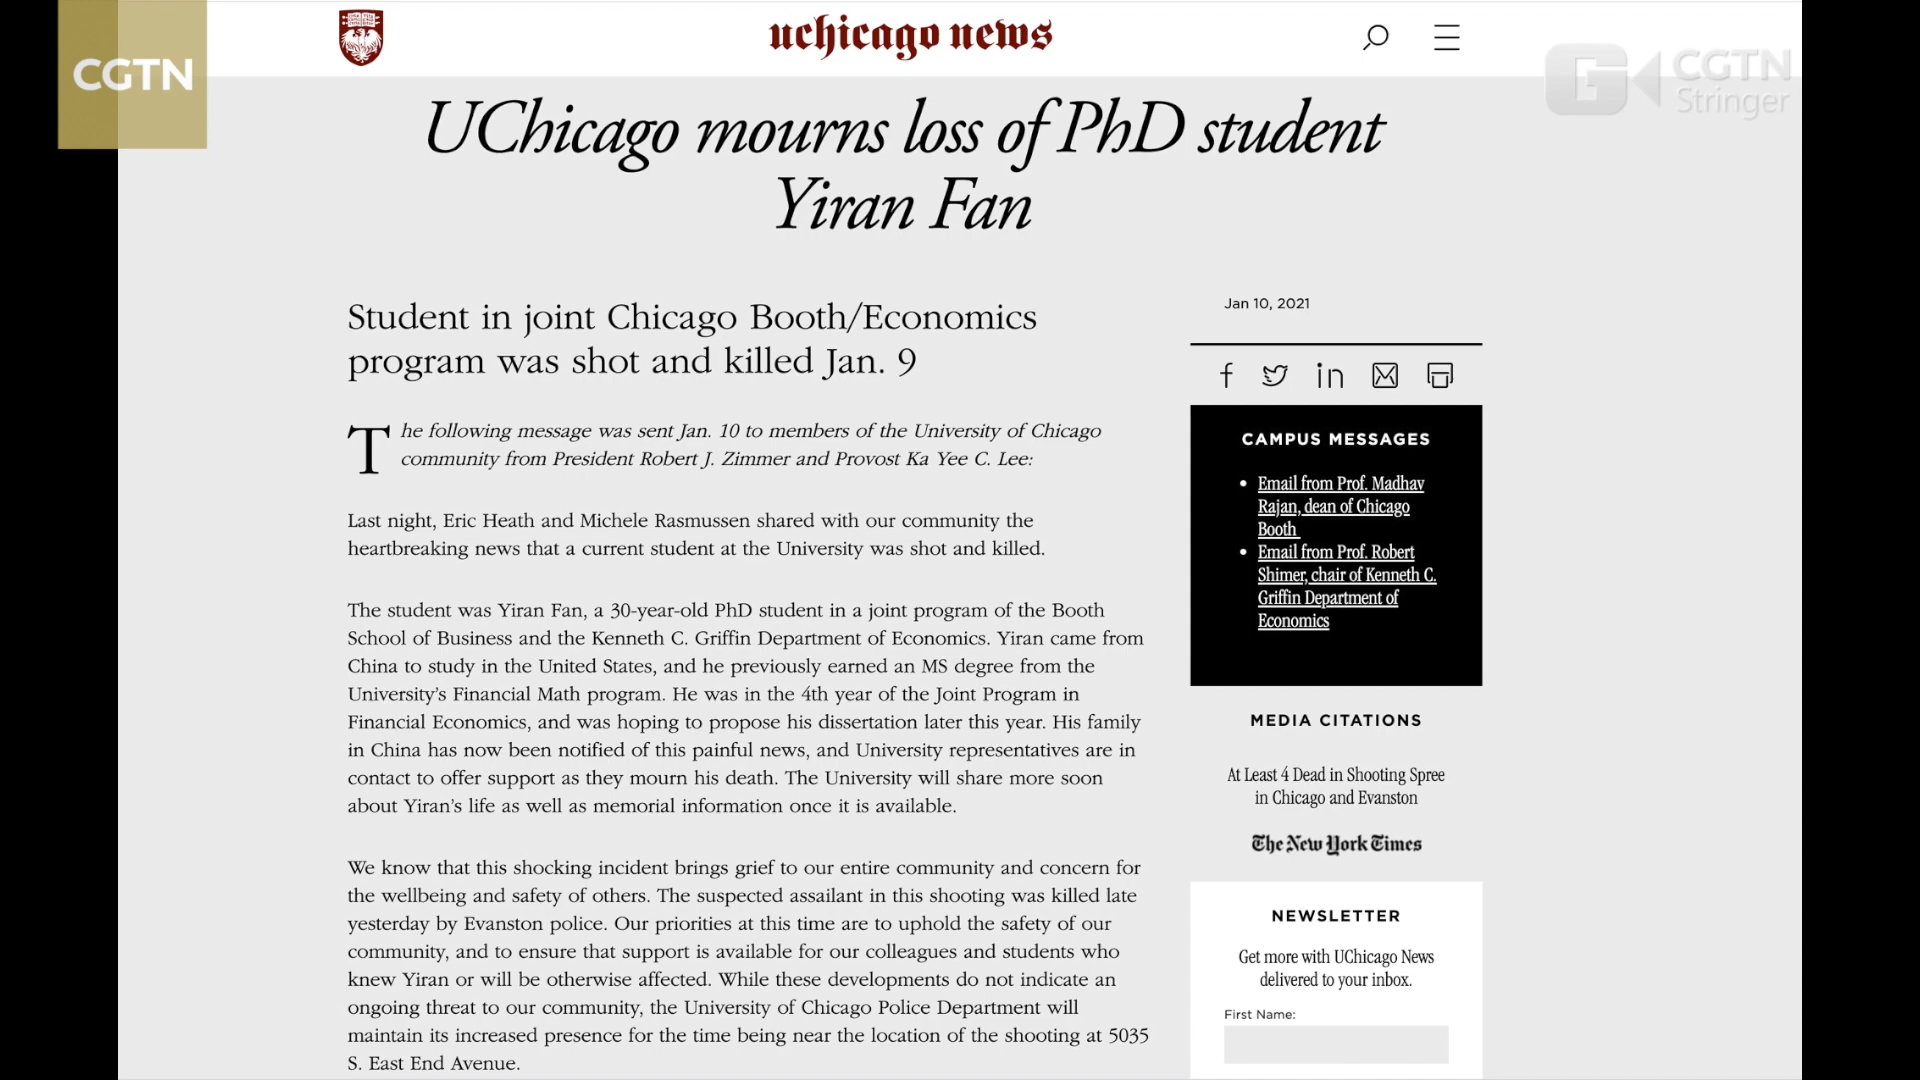 CGTN
uchicago news
CGTN
Stringer
UChicago mourns loss of PhD student
Yiran Fan
Student in joint Chicago Booth/Economics
program was shot and killed Jan. 9
The following message was sent Jan. 10 to members of the University of Chicago
community from President Robert J. Zimmer and Provost Ka Yee C. Lee:
Last night, Eric Heath and Michele Rasmussen shared with our community the
heartbreaking news that a current student at the University was shot and killed.
The student was Yiran Fan, a 30-year-old PhD student in a joint program of the Booth
School of Business and the Kenneth C. Griffin Department of Economics. Yiran came from
China to study in the United States, and he previously earned an MS degree from the
University's Financial Math program. He was in the 4th year of the Joint Program in
Financial Economics, and was hoping to propose his dissertation later this year. His family
in China has now been notified of this painful news, and University representatives are in
contact to offer support as they mourn his death. The University will share more soon
about Yiran's life as well as memorial information once it is available.
We know that this shocking incident brings grief to our entire community and concern for
the wellbeing and safety of others. The suspected assailant in this shooting was killed late
yesterday by Evanston police. Our priorities at this time are to uphold the safety of our
community, and to ensure that support is available for our colleagues and students who
knew Yiran or will be otherwise affected. While these developments do not indicate an
ongoing threat to our community, the University of Chicago Police Department will
maintain its increased presence for the time being near the location of the shooting at 5035
S. East End Avenue.
Jan 10, 2021
CAMPUS MESSAGES
• Email from Prof. Madhav
Rajan, dean of Chicago
Booth
• Email from Prof. Robert
Shimer, chair of Kenneth C.
Griffin Department of
Economics
MEDIA CITATIONS
At Least 4 Dead in Shooting Spree
in Chicago and Evanston
The New York Times
NEWSLETTER
Get more with UChicago News
delivered to your inbox.
First Name: